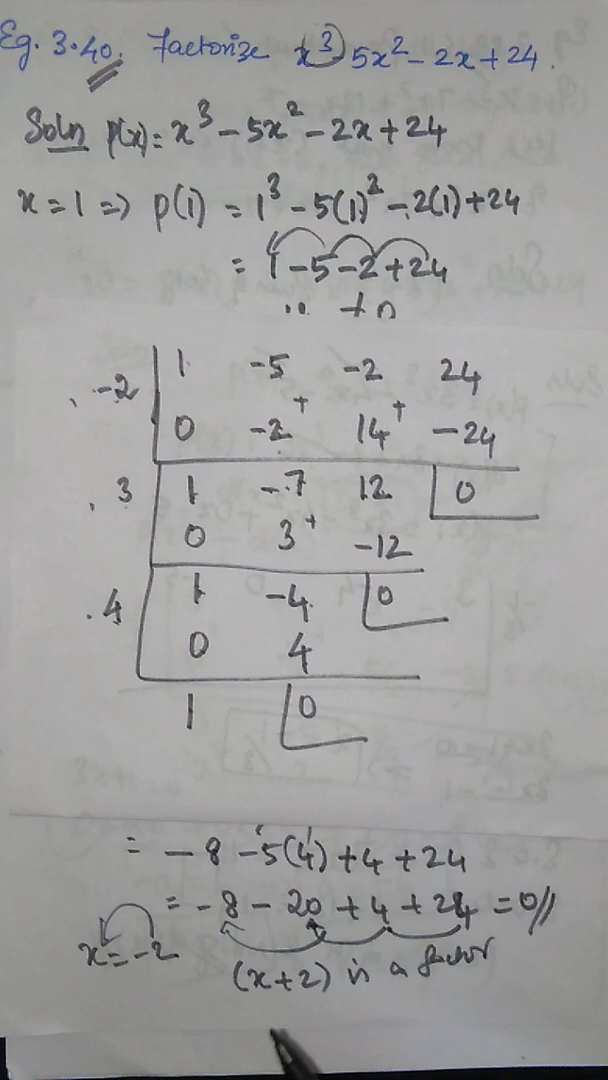 Eg. 3.40. Factorize x³ 5x² - 2x + 24.
Soln p(x) = x³ - 5x² - 2x + 24
x = 1 => p(1) = 1³ - 5(1)² - 2(1) + 24
= 1 - 5 - 2 + 24
-2 | 1 -5 -2 24
0 -2 14 -24
3 | 1 -7 12 | 0
0 3 -12
4 | 1 -4 | 0
0 4
1 | 0
= -8 - 5(4) + 4 + 24
= -8 - 20 + 4 + 24 = 0//
x = -2
(x+2) is a factor